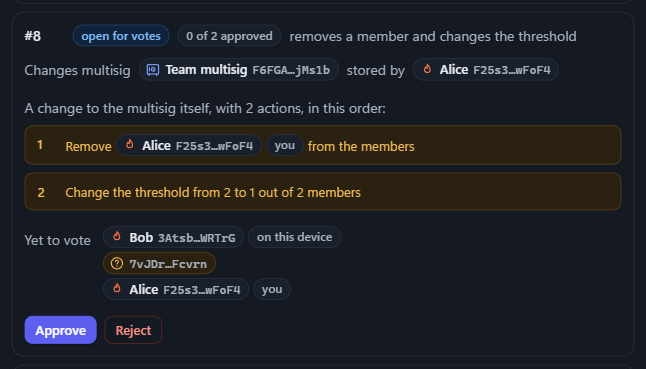 #8 open for votes 0 of 2 approved removes a member and changes the threshold
Changes multisig Team multisig F6FGA…jMs1b stored by Alice F25s3…wFoF4
A change to the multisig itself, with 2 actions, in this order:
1 Remove Alice F25s3…wFoF4 you from the members
2 Change the threshold from 2 to 1 out of 2 members
Yet to vote Bob 3Atsb…WRTrG on this device
7vJDr…Fcvrn
Alice F25s3…wFoF4 you
Approve Reject